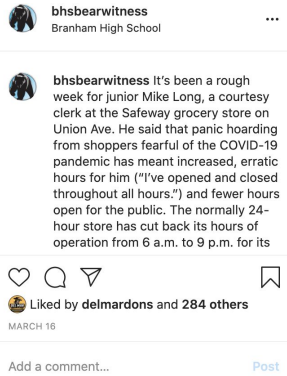 bhsbearwitness
Branham High School
...
bhsbearwitness It's been a rough
week for junior Mike Long, a courtesy
clerk at the Safeway grocery store on
Union Ave. He said that panic hoarding
from shoppers fearful of the COVID-19
pandemic has meant increased, erratic
hours for him ("I've opened and closed
throughout all hours.") and fewer hours
open for the public. The normally 24-
hour store has cut back its hours of
operation from 6 a.m. to 9 p.m. for its
Liked by delmardons and 284 others
MARCH 16
Add a comment...
Post